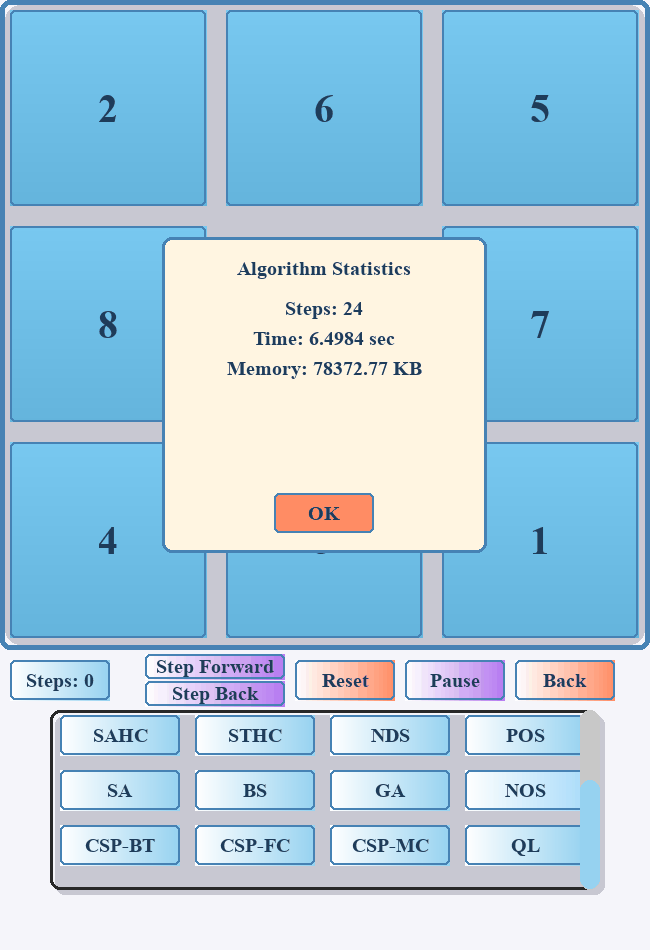 2 6 5
8 7
Algorithm Statistics
Steps: 24
Time: 6.4984 sec
Memory: 78372.77 KB
OK
4 1
Steps: 0
Step Forward
Step Back
Reset
Pause
Back
SAHC STHC NDS POS
SA BS GA NOS
CSP-BT CSP-FC CSP-MC QL